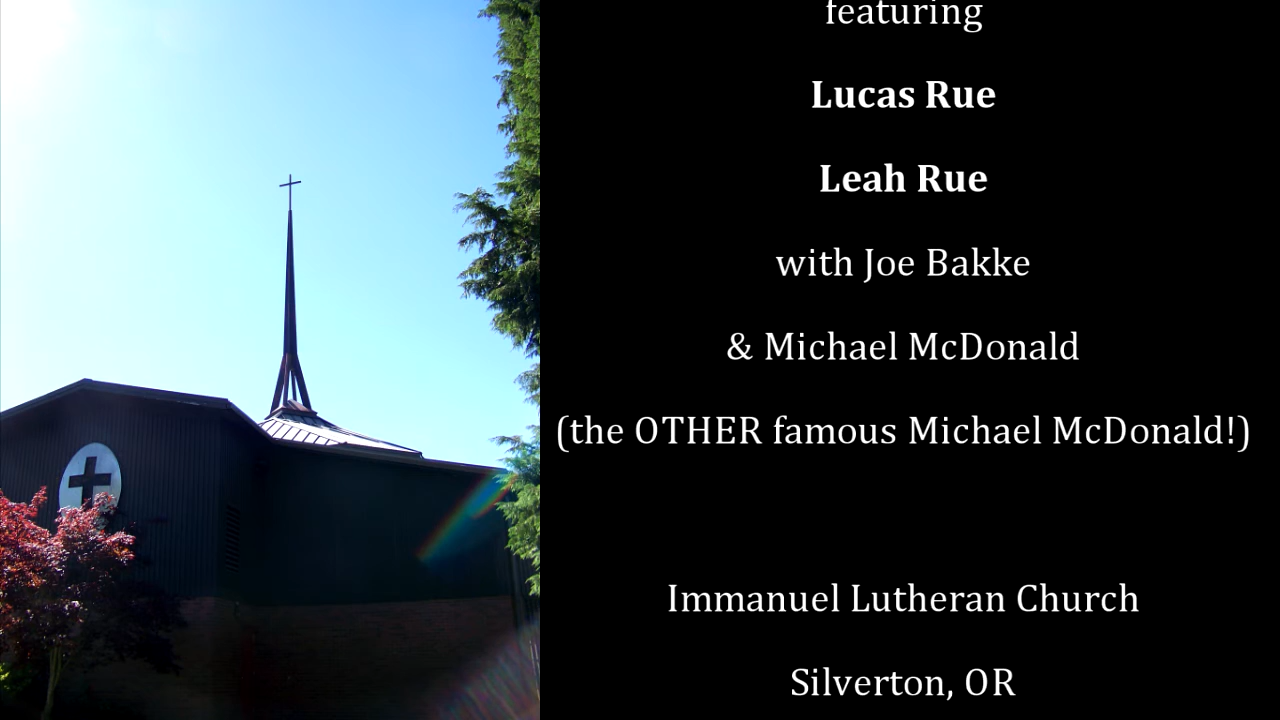 featuring
Lucas Rue
Leah Rue
with Joe Bakke
& Michael McDonald
(the OTHER famous Michael McDonald!)
Immanuel Lutheran Church
Silverton, OR